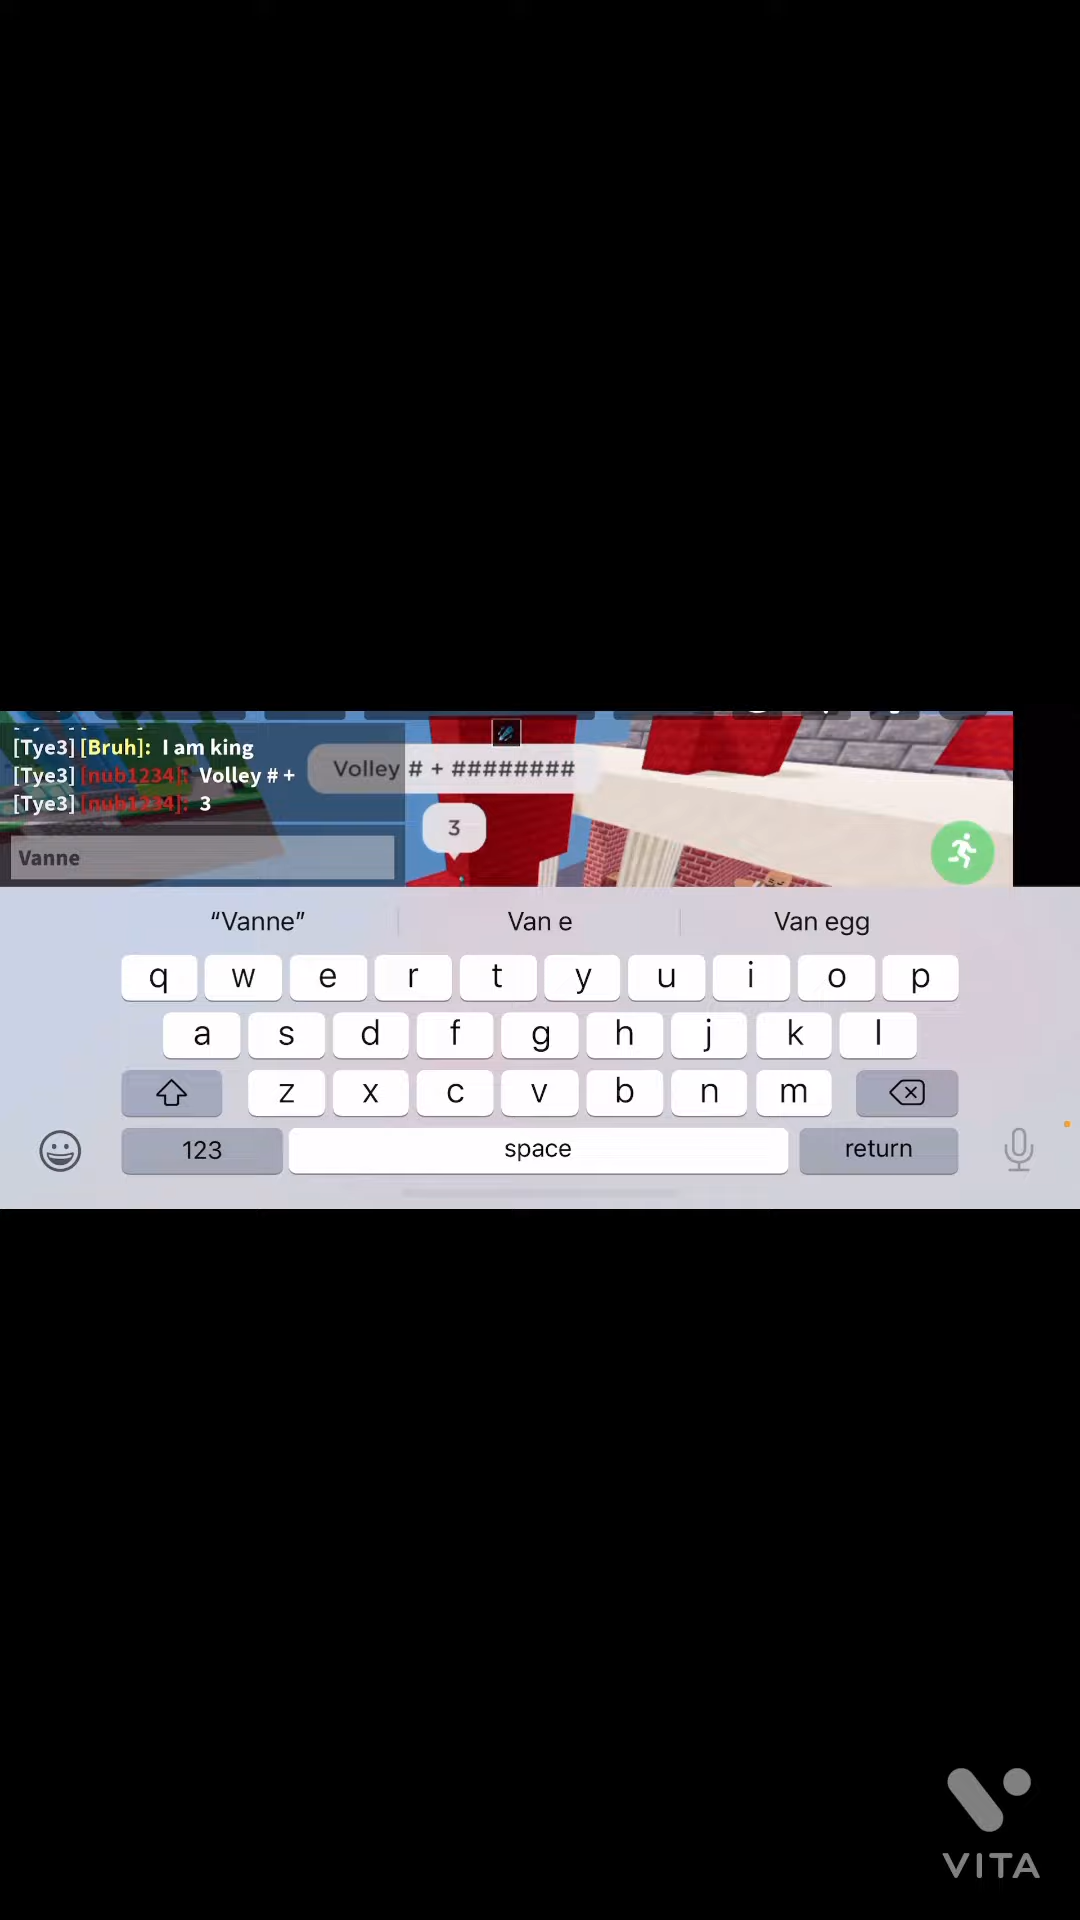 [Tye3] [Bruh]: I am king
[Tye3] [nub1234]: Volley # +
[Tye3] [nub1234]: 3
Volley # + ########
3
Vanne
“Vanne” Van e Van egg
q w e r t y u i o p
a s d f g h j k l
z x c v b n m
123 space return
VITA